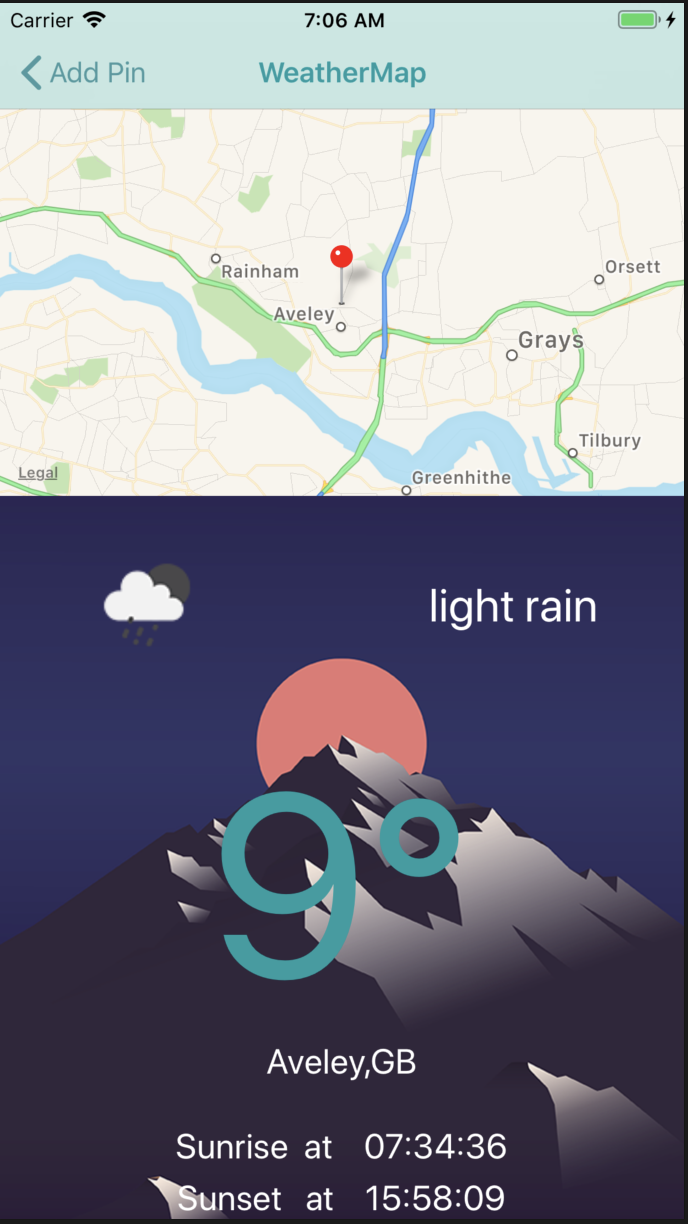 Carrier 7:06 AM
Add Pin WeatherMap
Orsett
Rainham
Aveley
Grays
Tilbury
Legal
Greenhithe
light rain
9°
Aveley,GB
Sunrise at 07:34:36
Sunset at 15:58:09